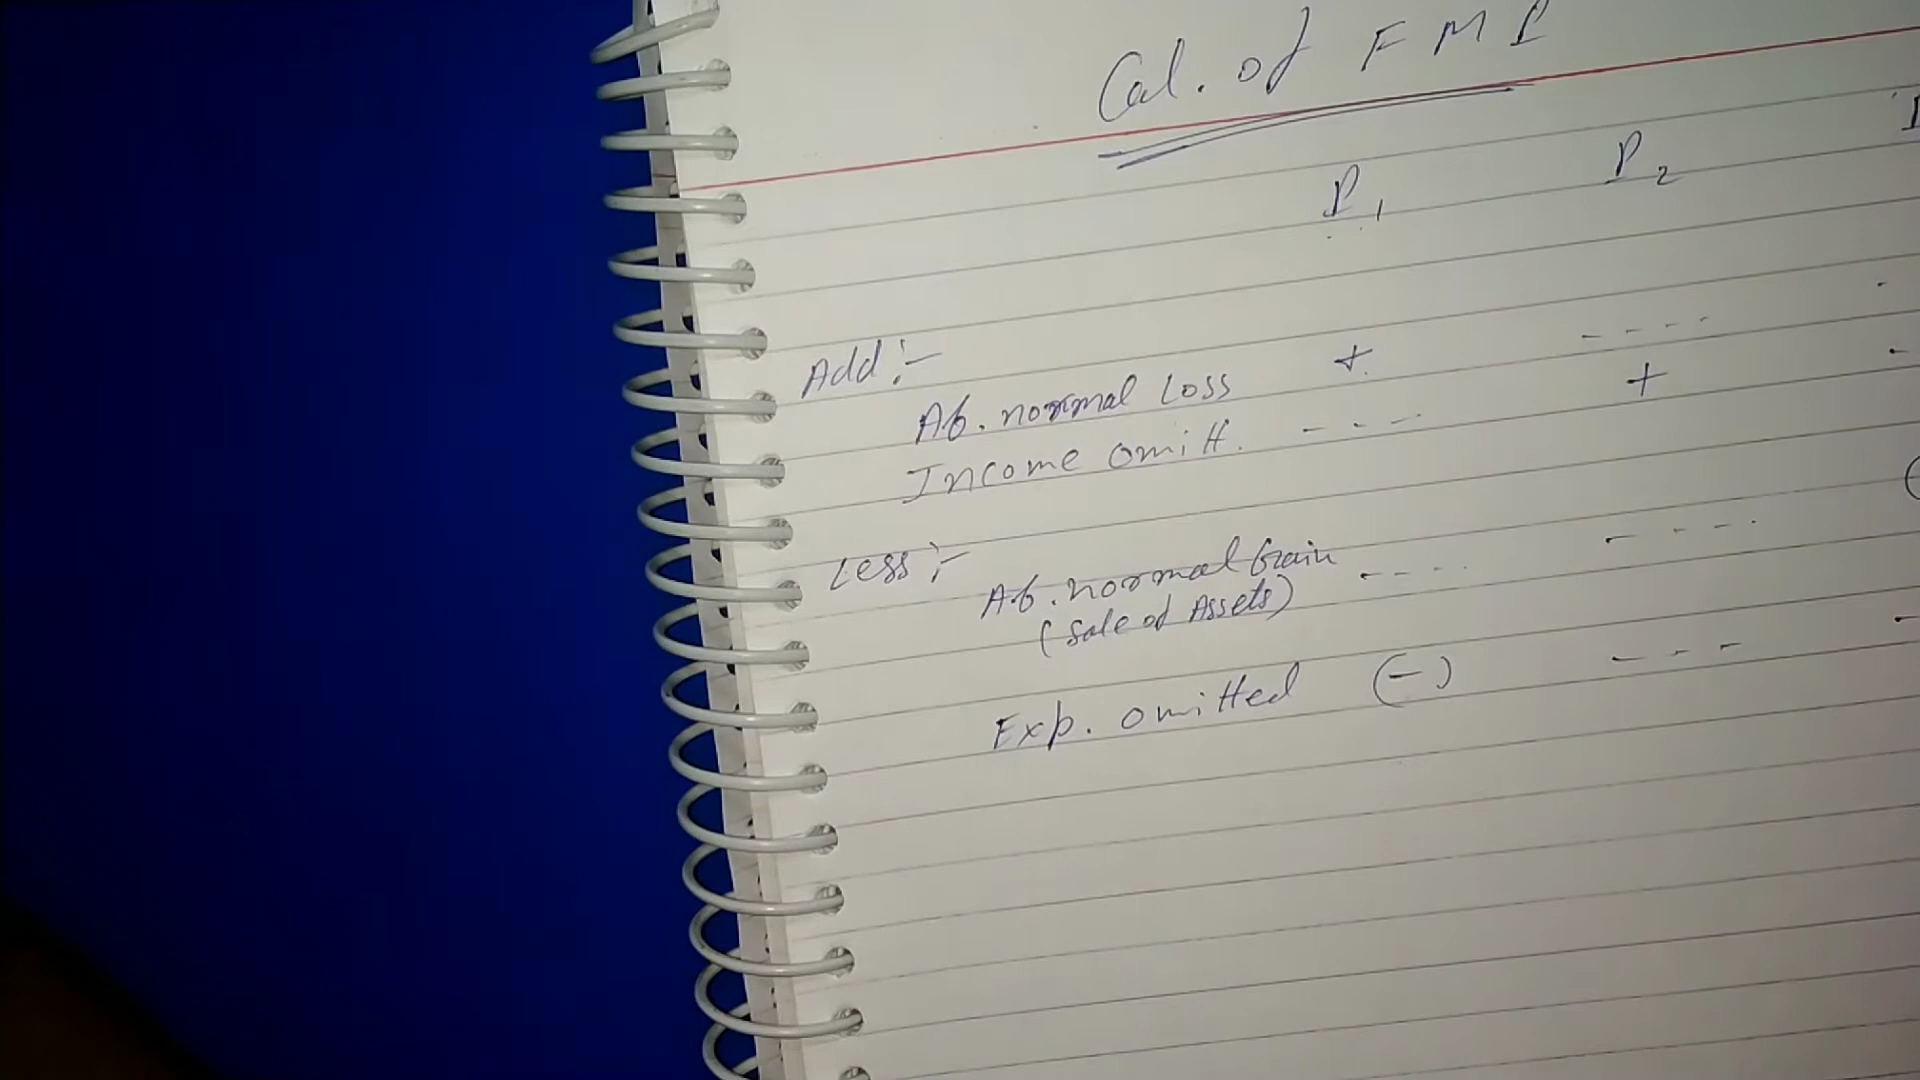 Cal. of F M P
P1 P2
Add :-
Ab. normal Loss + - - - -
Income omitt. - - - +
Less :-
Ab. normal Gain - - - - - - - -
(Sale of Assets)
Exp. omitted (-) - - - -